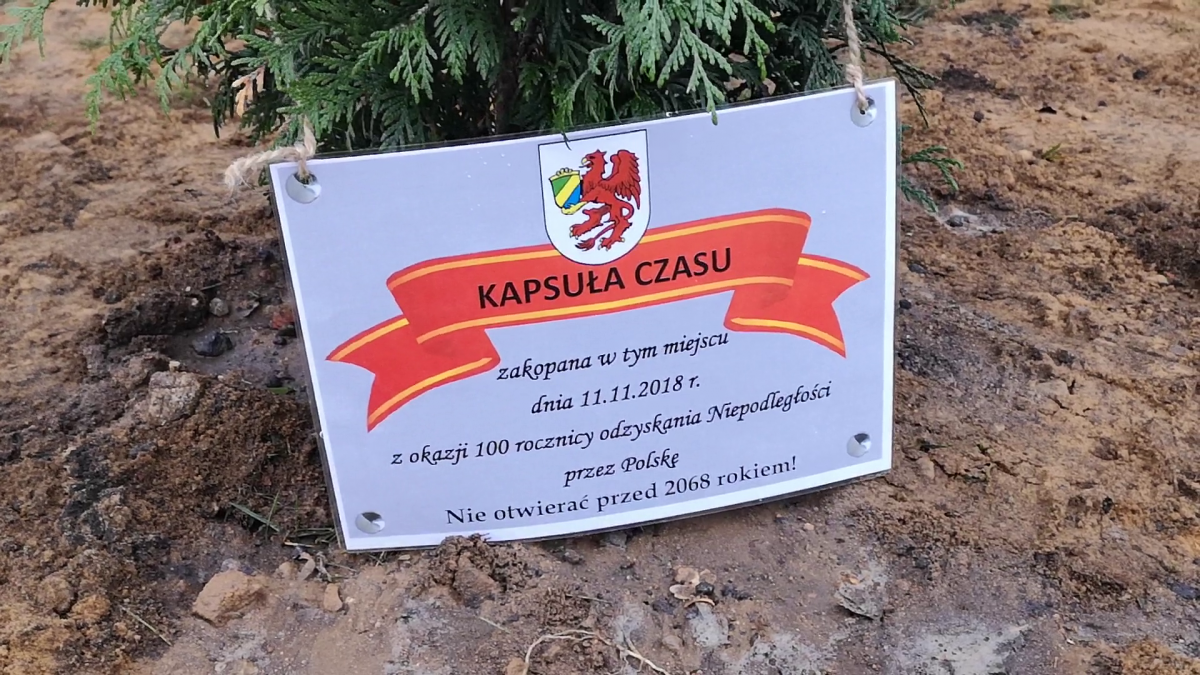 KAPSUŁA CZASU
zakopana w tym miejscu
dnia 11.11.2018 r.
z okazji 100 rocznicy odzyskania Niepodległości
przez Polskę
Nie otwierać przed 2068 rokiem!